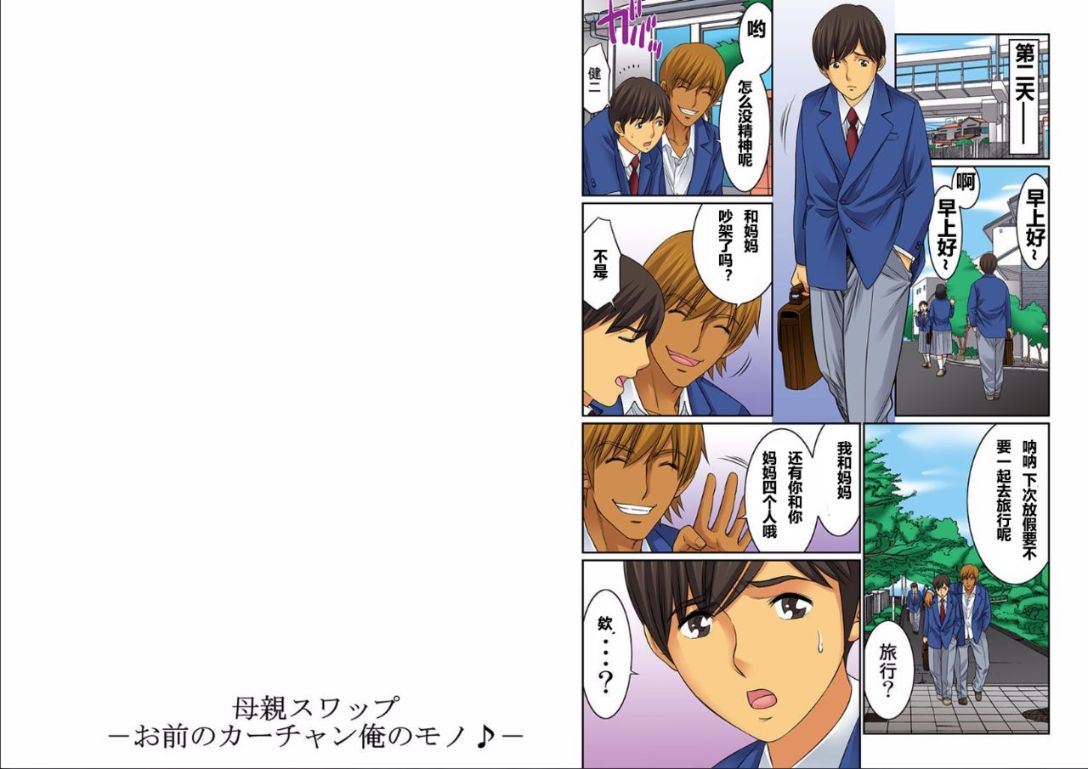 第二天——
早上好~
啊
早上好~
ガバッ
哟
怎么没精神呢
健二
……
和妈妈
吵架了吗？
不是
呐呐 下次放假要不
要一起去旅行呢
旅行？
我和妈妈
还有你和你
妈妈四个人哦
欸
…？
母親スワップ
－お前のカーチャン俺のモノ♪－